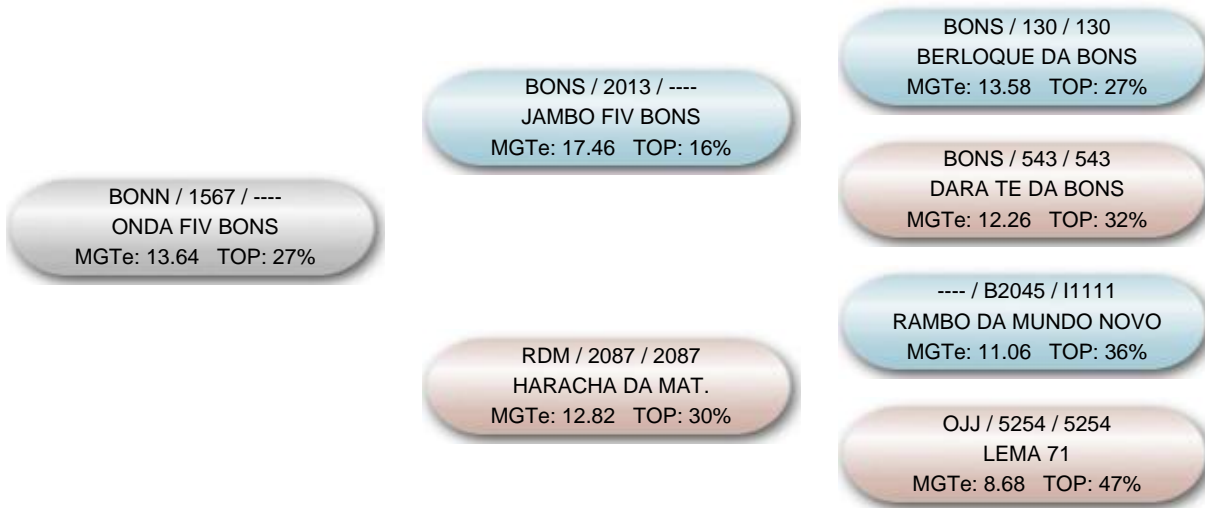 BONN / 1567 / ----
ONDA FIV BONS
MGTe: 13.64 TOP: 27%
BONS / 2013 / ----
JAMBO FIV BONS
MGTe: 17.46 TOP: 16%
RDM / 2087 / 2087
HARACHA DA MAT.
MGTe: 12.82 TOP: 30%
BONS / 130 / 130
BERLOQUE DA BONS
MGTe: 13.58 TOP: 27%
BONS / 543 / 543
DARA TE DA BONS
MGTe: 12.26 TOP: 32%
---- / B2045 / I1111
RAMBO DA MUNDO NOVO
MGTe: 11.06 TOP: 36%
OJJ / 5254 / 5254
LEMA 71
MGTe: 8.68 TOP: 47%